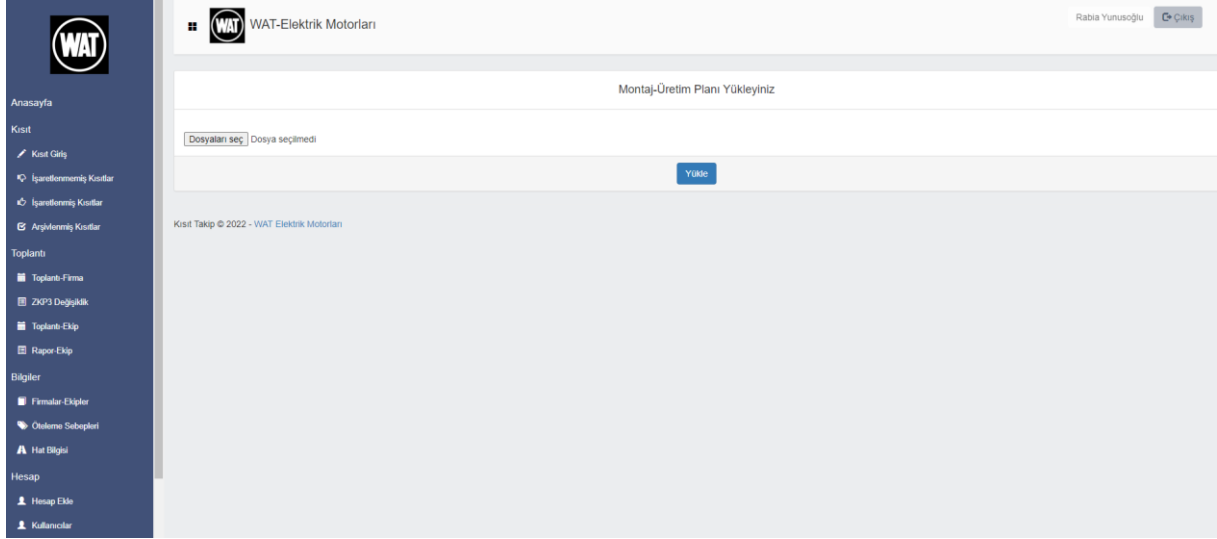 WAT
Anasayfa
Kısıt
Kısıt Giriş
İşaretlenmemiş Kısıtlar
İşaretlenmiş Kısıtlar
Arşivlenmiş Kısıtlar
Toplantı
Toplantı-Firma
ZKP3 Değişiklik
Toplantı-Ekip
Rapor-Ekip
Bilgiler
Firmalar-Ekipler
Öteleme Sebepleri
Hat Bilgisi
Hesap
Hesap Ekle
Kullanıcılar
WAT WAT-Elektrik Motorları
Rabia Yunusoğlu Çıkış
Montaj-Üretim Planı Yükleyiniz
Dosyaları seç Dosya seçilmedi
Yükle
Kısıt Takip © 2022 - WAT Elektrik Motorları